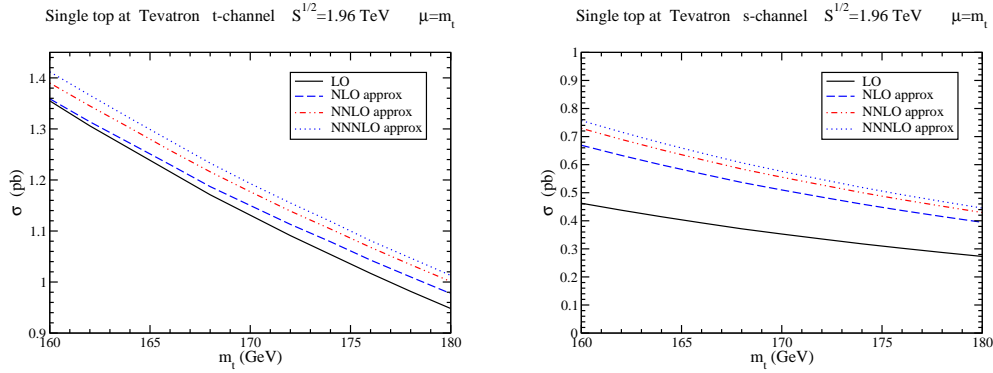 Single top at Tevatron t-channel S^1/2=1.96 TeV μ=m_t
1.4
1.3
1.2
1.1
1
0.9
σ (pb)
LO
NLO approx
NNLO approx
NNNLO approx
160 165 170 175 180
m_t (GeV)
Single top at Tevatron s-channel S^1/2=1.96 TeV μ=m_t
1
0.9
0.8
0.7
0.6
0.5
0.4
0.3
0.2
0.1
0
σ (pb)
LO
NLO approx
NNLO approx
NNNLO approx
160 165 170 175 180
m_t (GeV)